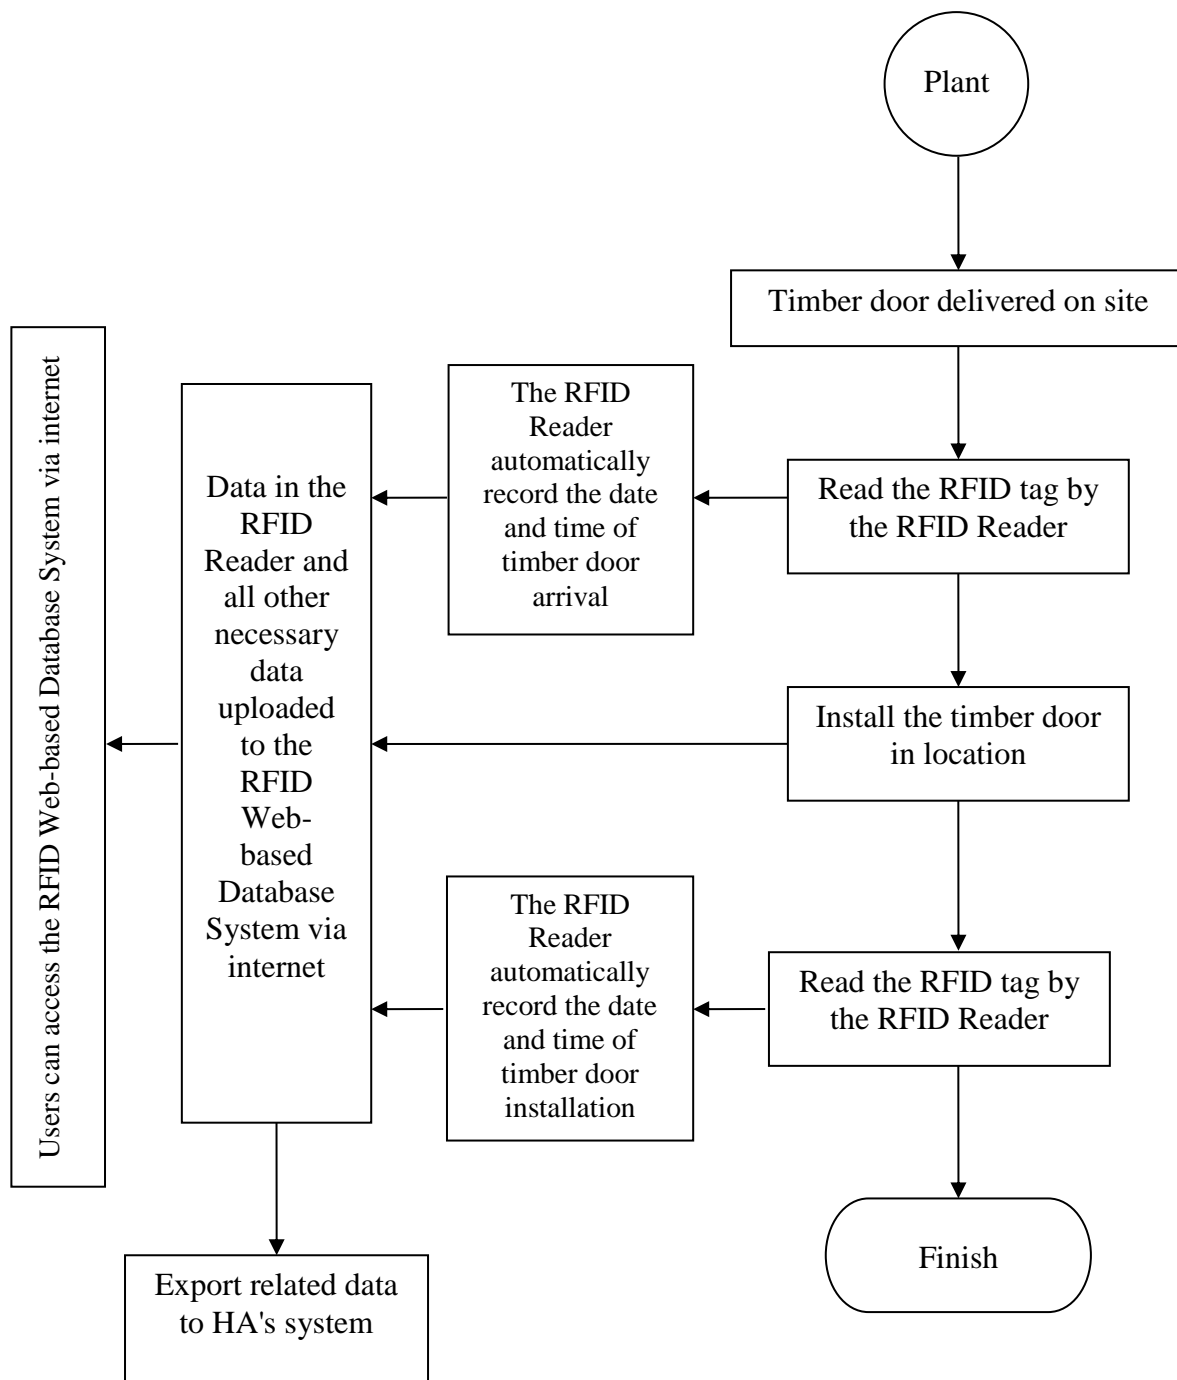 Plant
Timber door delivered on site
Users can access the RFID Web-based Database System via internet
Data in the
RFID
Reader and
all other
necessary
data
uploaded
to the
RFID
Web-
based
Database
System via
internet
The RFID
Reader
automatically
record the date
and time of
timber door
arrival
Read the RFID tag by
the RFID Reader
Install the timber door
in location
The RFID
Reader
automatically
record the date
and time of
timber door
installation
Read the RFID tag by
the RFID Reader
Finish
Export related data
to HA's system